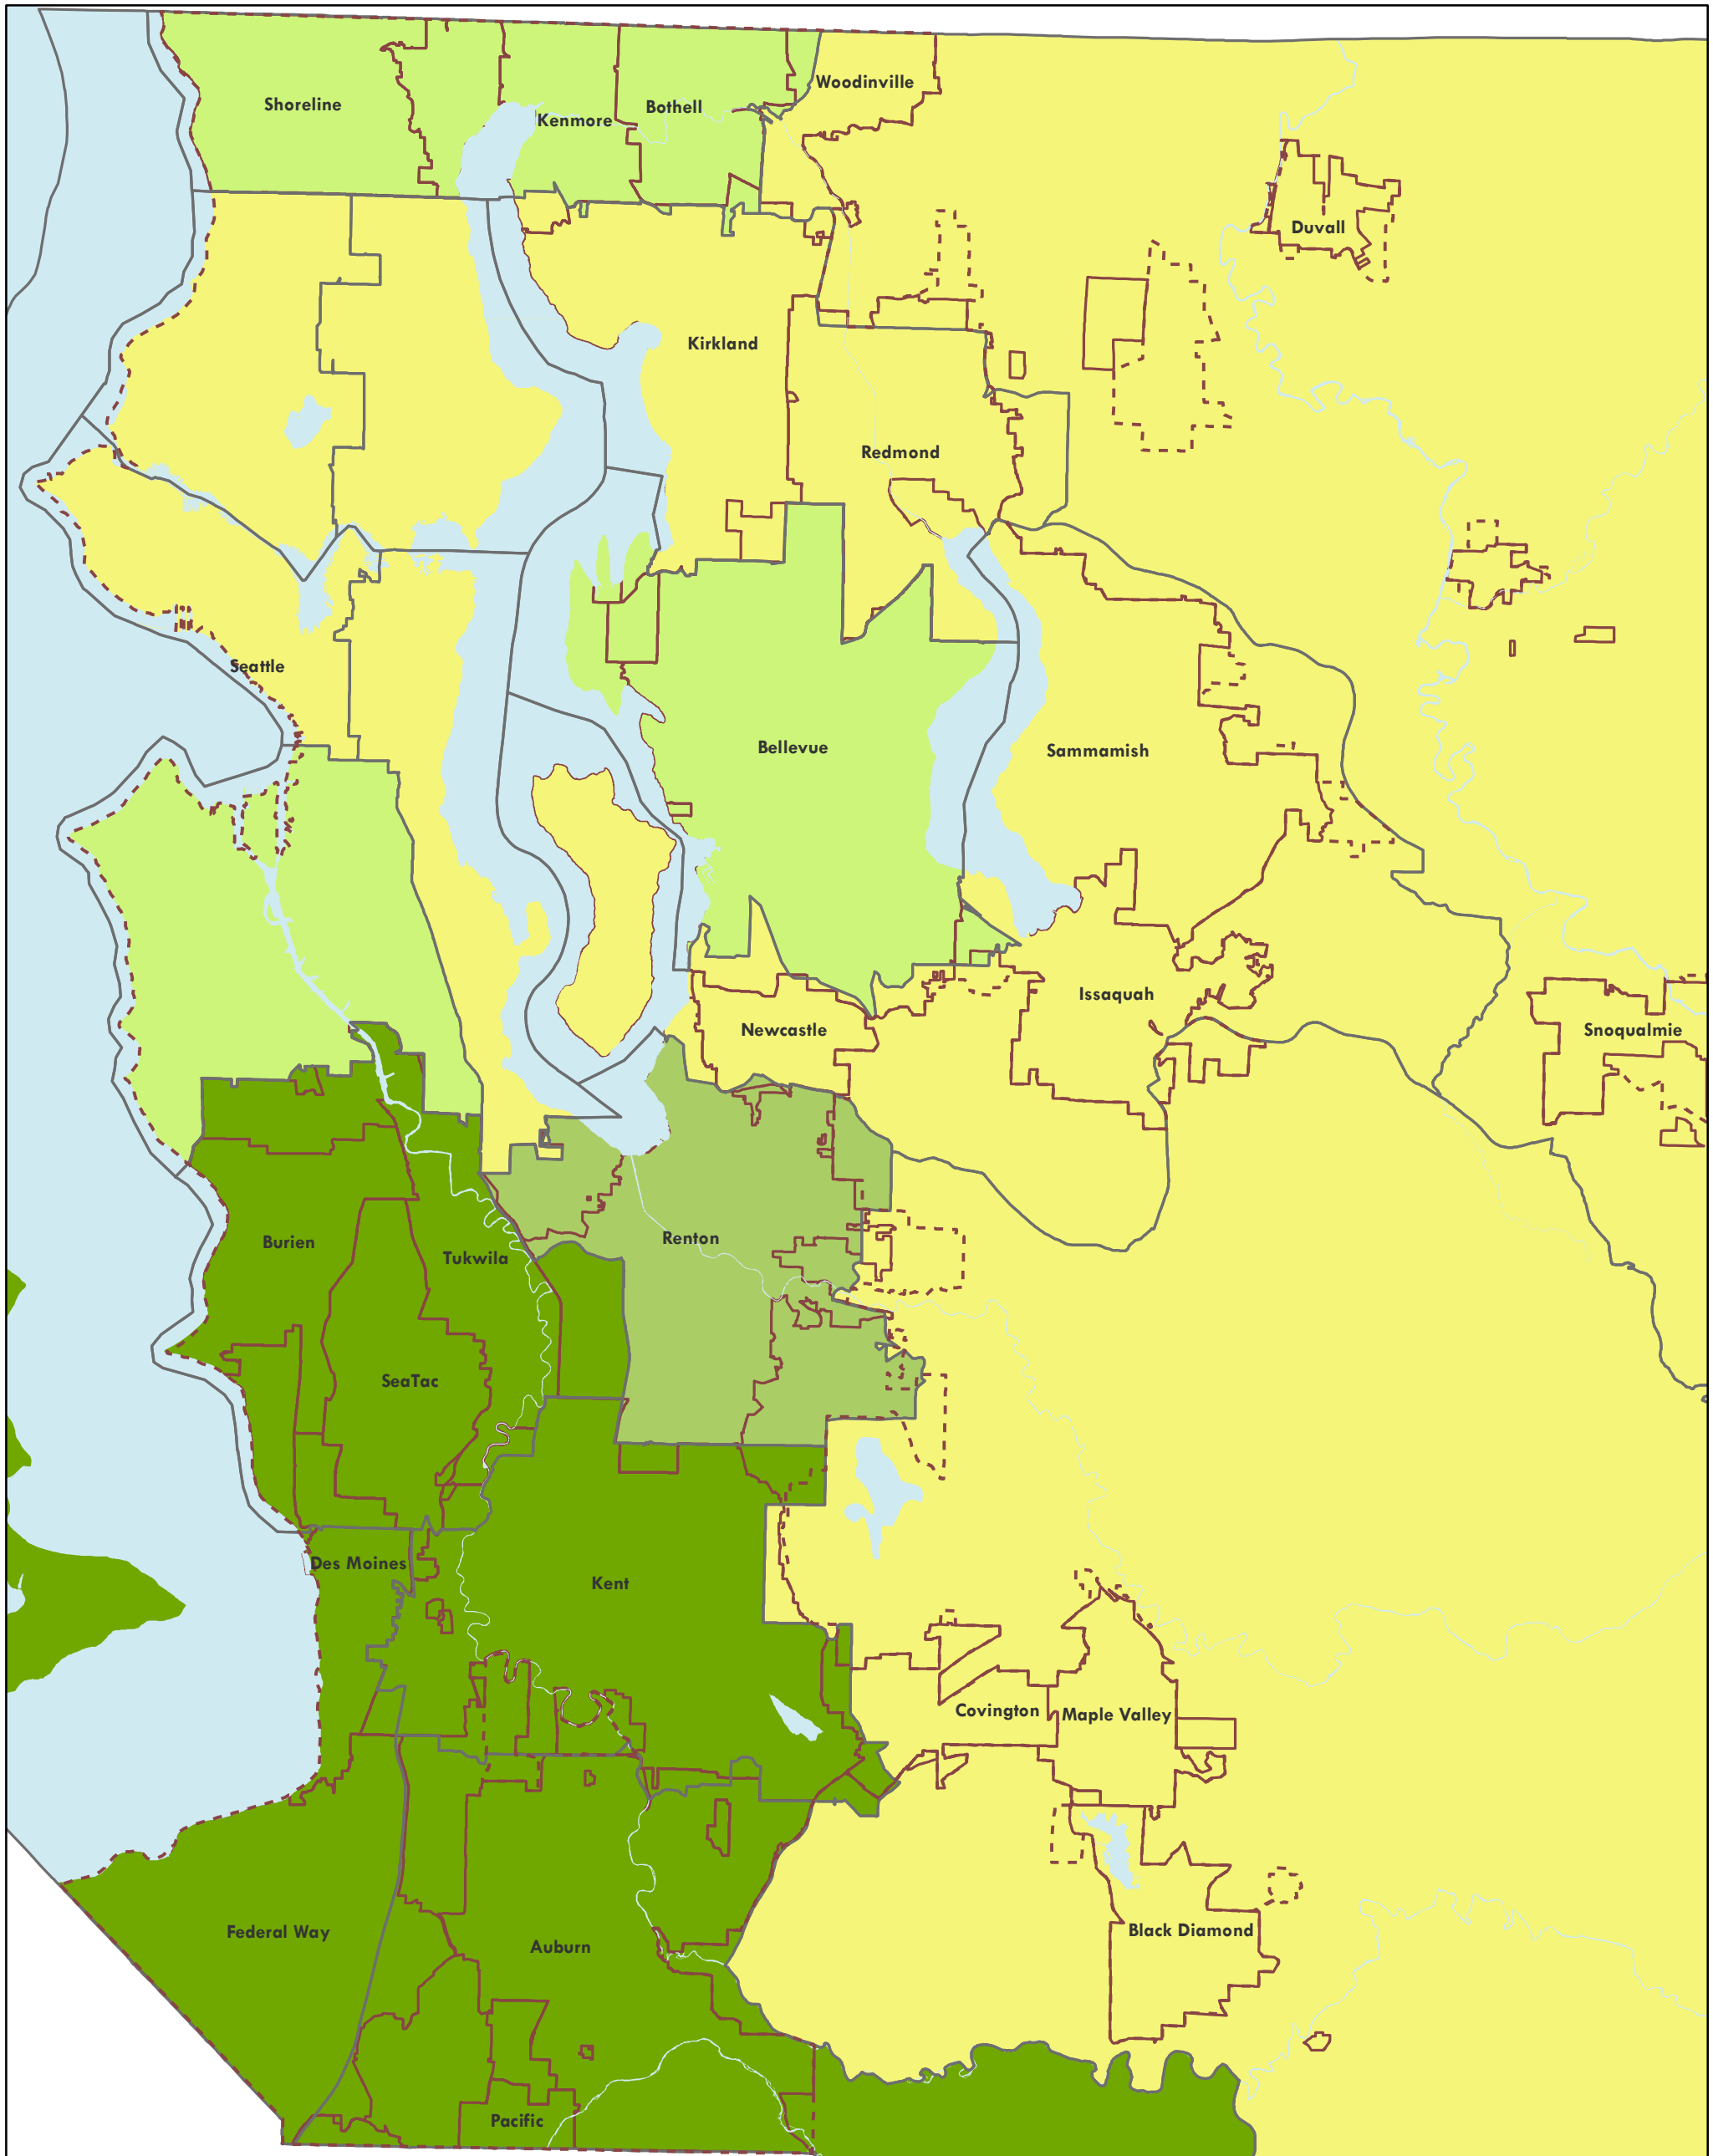 Woodinville
Shoreline
Bothell
Kenmore
Duvall
Kirkland
Redmond
Seattle
Bellevue
Sammamish
Issaquah
Newcastle
Snoqualmie
Renton
Burien
Tukwila
SeaTac
Des Moines
Kent
Covington
Maple Valley
Black Diamond
Federal Way
Auburn
Pacific